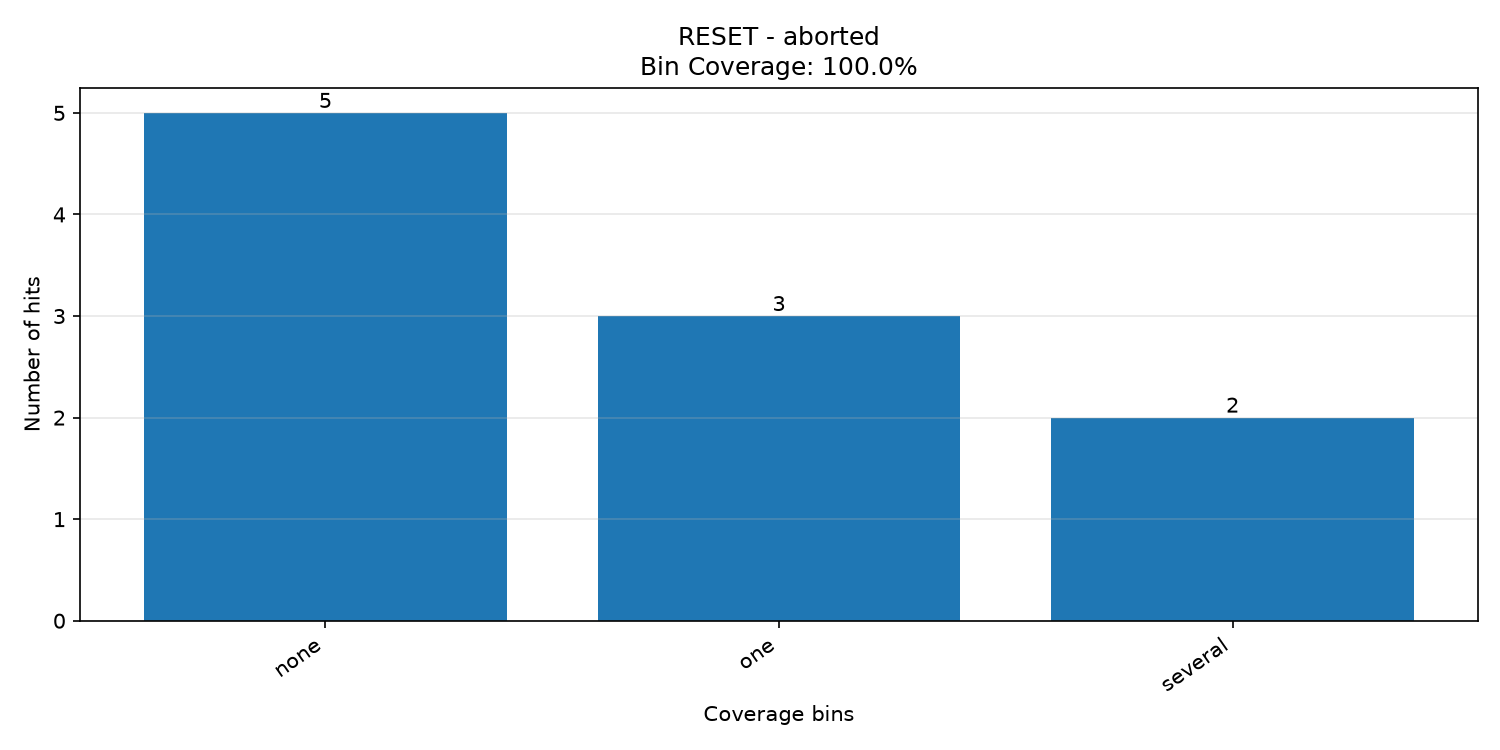 RESET - aborted
Bin Coverage: 100.0%
Number of hits
5
4
3
2
1
0
5
3
2
none
one
several
Coverage bins